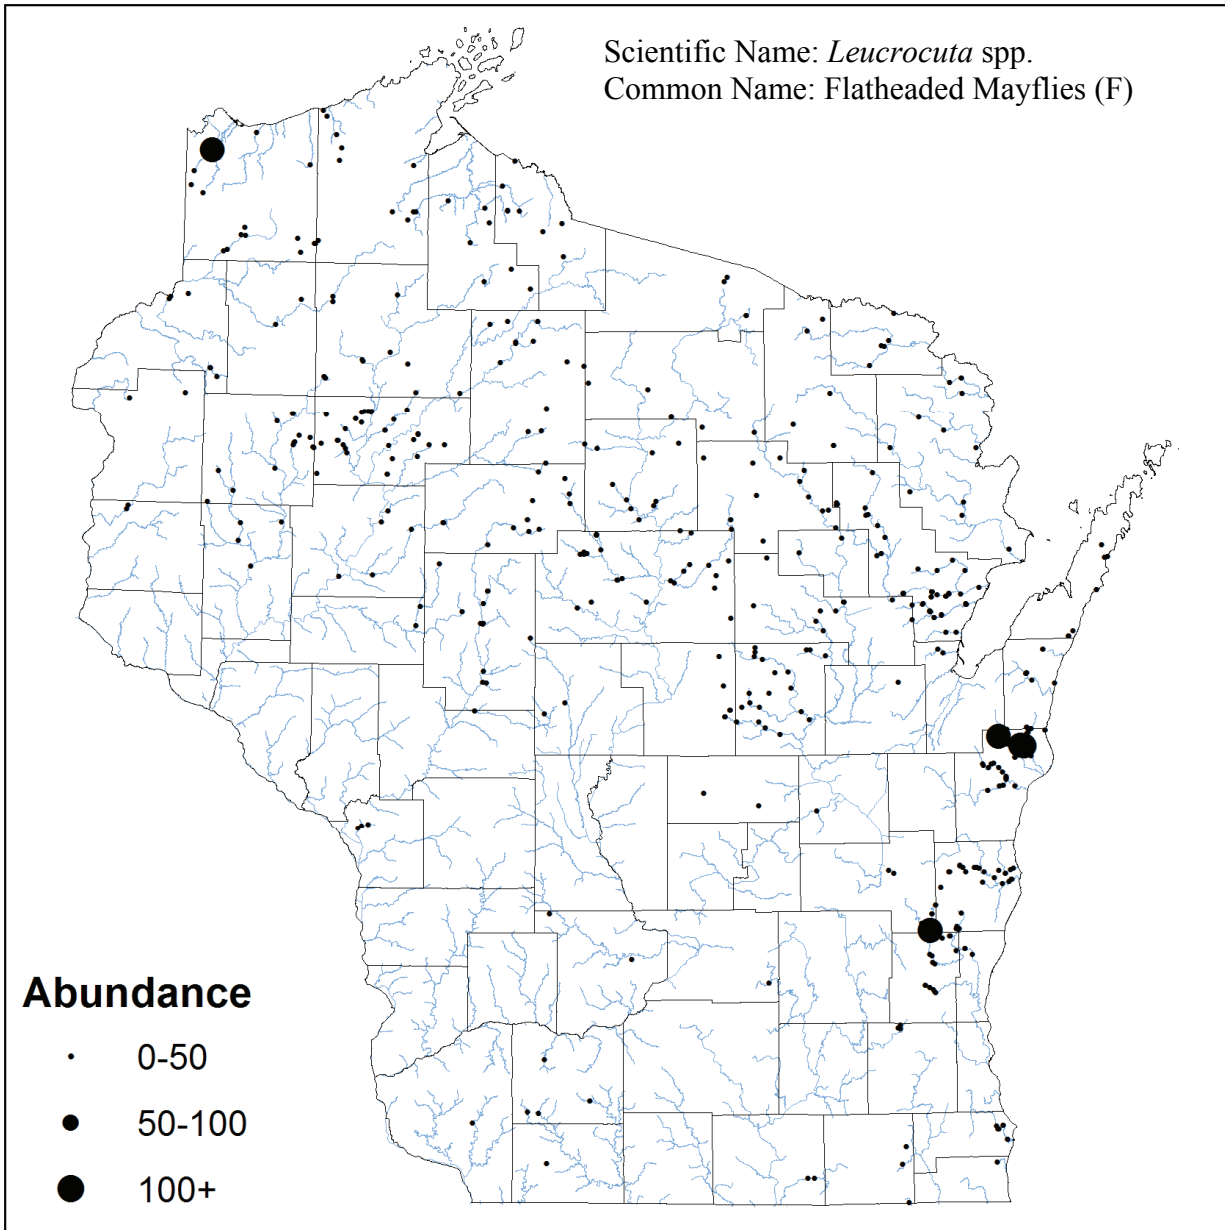 Scientific Name: Leucrocuta spp.
Common Name: Flatheaded Mayflies (F)
Abundance
0-50
50-100
100+